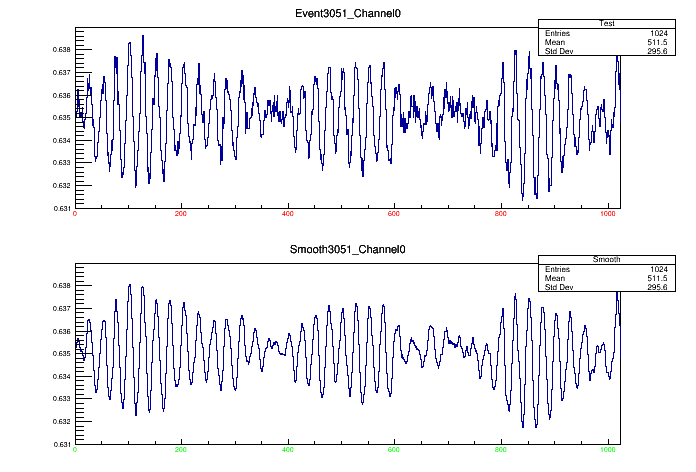 Event3051_Channel0
Test
Entries 1024
Mean 511.5
Std Dev 295.6
0.638
0.637
0.636
0.635
0.634
0.633
0.632
0.631
0 200 400 600 800 1000
Smooth3051_Channel0
Smooth
Entries 1024
Mean 511.5
Std Dev 295.6
0.638
0.637
0.636
0.635
0.634
0.633
0.632
0.631
0 200 400 600 800 1000